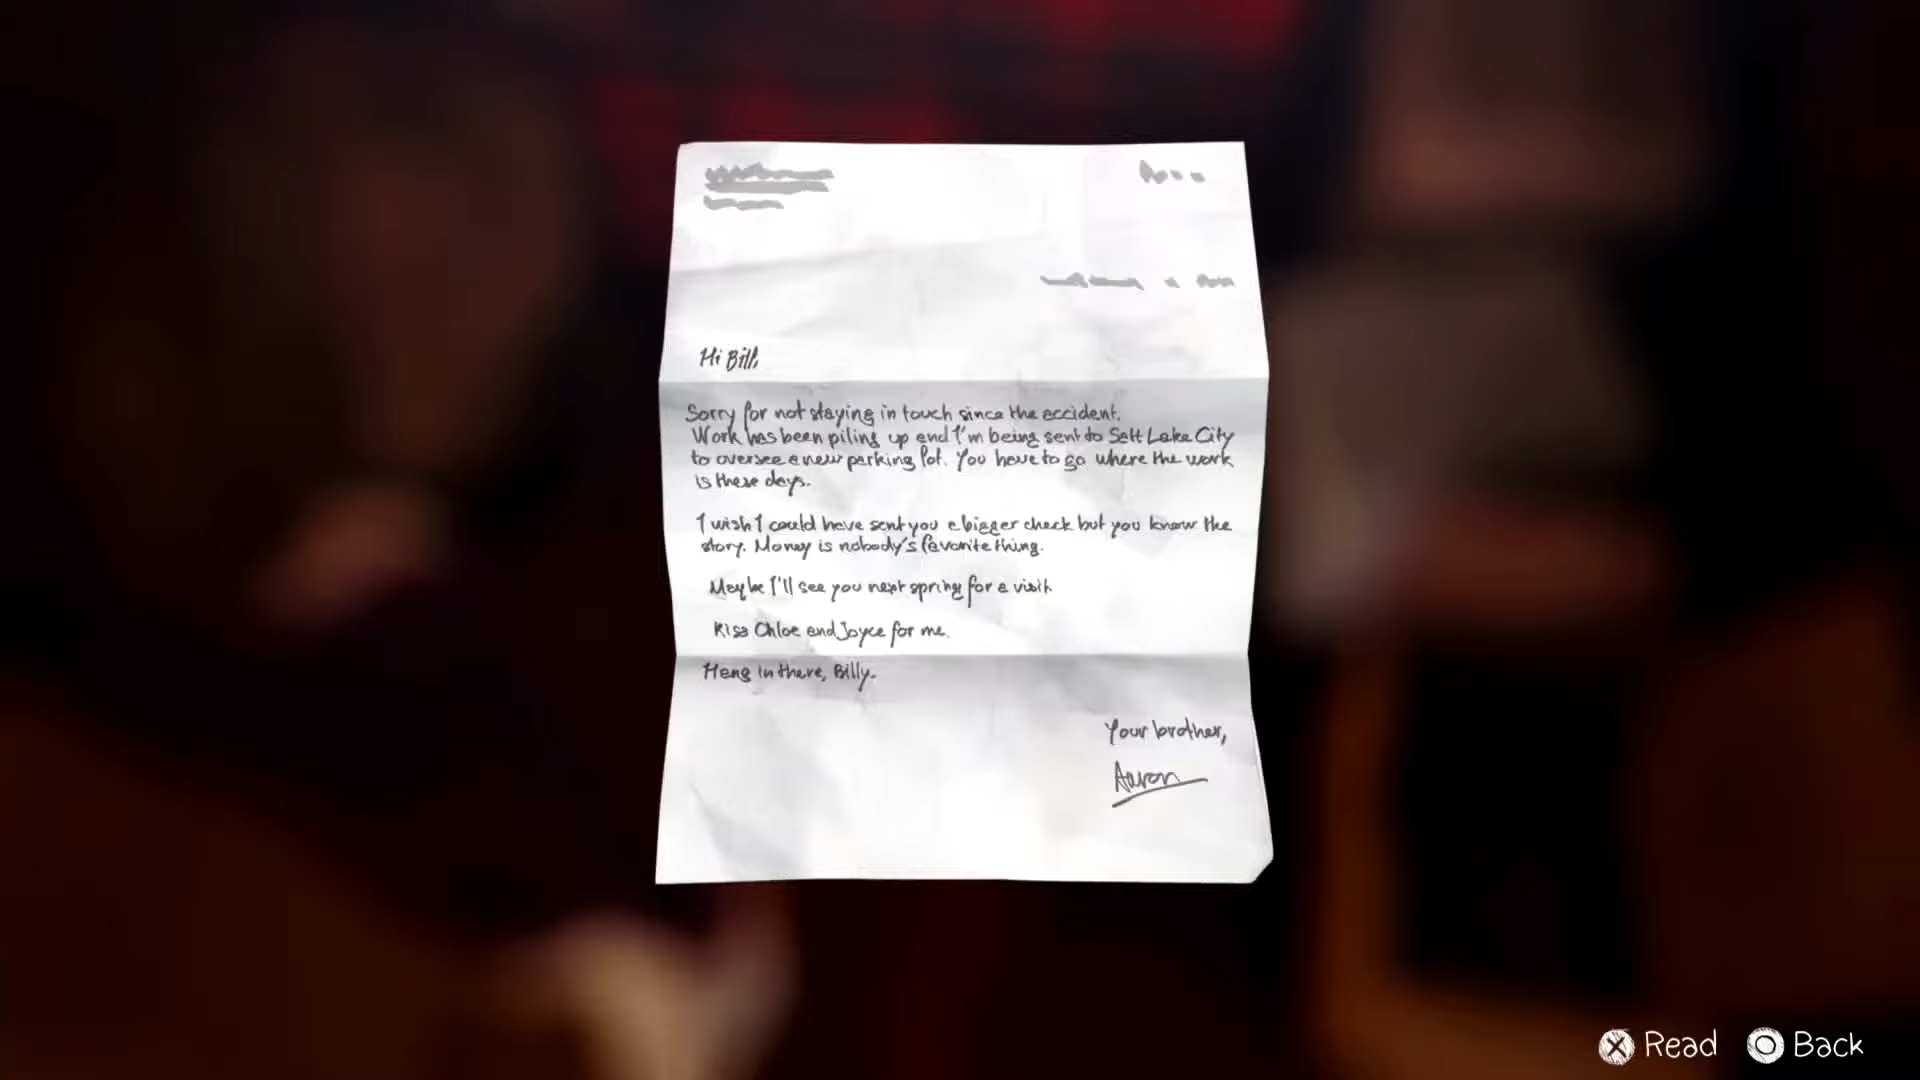 Hi Bill,
Sorry for not staying in touch since the accident.
Work has been piling up and I'm being sent to Salt Lake City
to oversee a new parking lot. You have to go where the work
is these days.
I wish I could have sent you a bigger check but you know the
story. Money is nobody's favorite thing.
Maybe I'll see you next spring for a visit.
Kiss Chloe and Joyce for me.
Hang in there, Billy.
Your brother,
Aaron
Read
Back